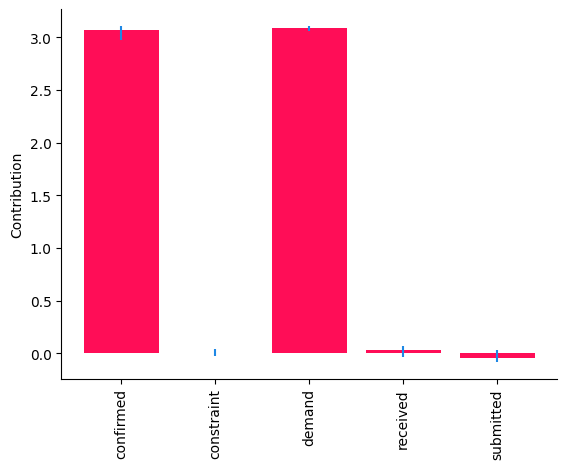 Contribution
3.0
2.5
2.0
1.5
1.0
0.5
0.0
confirmed
constraint
demand
received
submitted